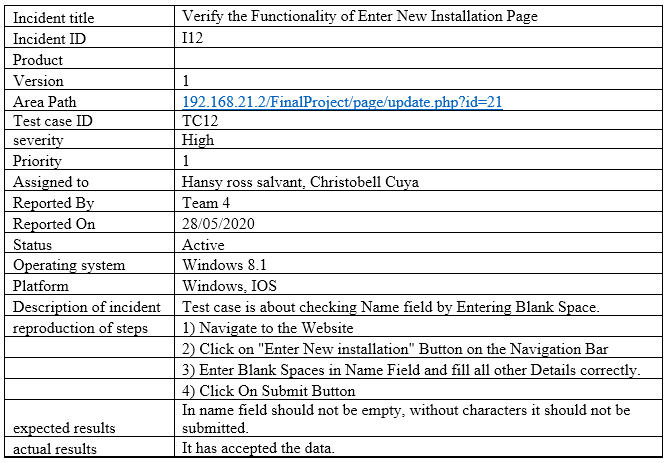 Incident title Verify the Functionality of Enter New Installation Page
Incident ID I12
Product
Version 1
Area Path 192.168.21.2/FinalProject/page/update.php?id=21
Test case ID TC12
severity High
Priority 1
Assigned to Hansy ross salvant, Christobell Cuya
Reported By Team 4
Reported On 28/05/2020
Status Active
Operating system Windows 8.1
Platform Windows, IOS
Description of incident Test case is about checking Name field by Entering Blank Space.
reproduction of steps 1) Navigate to the Website
2) Click on "Enter New installation" Button on the Navigation Bar
3) Enter Blank Spaces in Name Field and fill all other Details correctly.
4) Click On Submit Button
In name field should not be empty, without characters it should not be
expected results submitted.
actual results It has accepted the data.